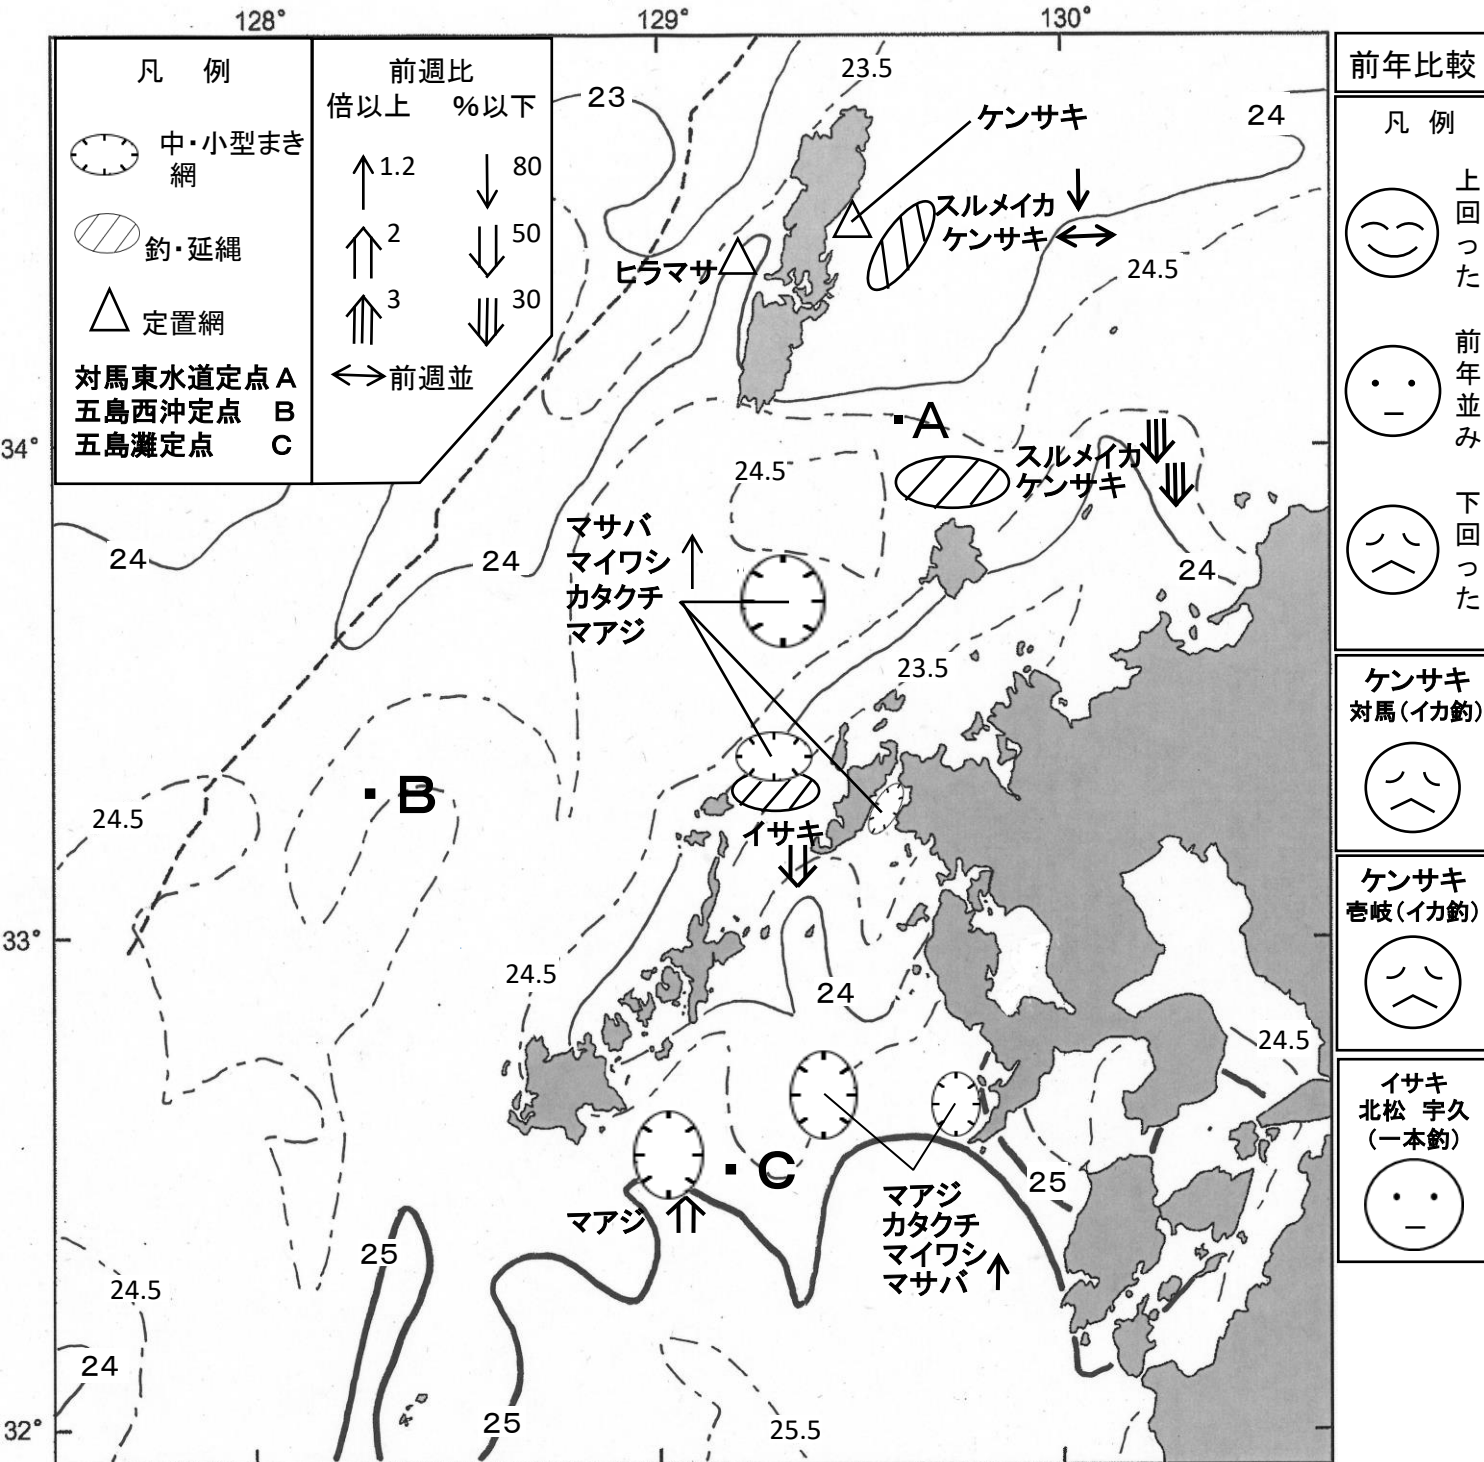 128°
129°
130°
凡 例
中・小型まき
網
釣・延縄
定置網
対馬東水道定点 A
五島西沖定点 B
五島灘定点 C
前週比
倍以上 %以下
1.2 80
2 50
3 30
前週並
23
23.5
24
ケンサキ
スルメイカ
ケンサキ
ヒラマサ
24.5
34°
A
スルメイカ
ケンサキ
24.5
24
24
マサバ
マイワシ
カタクチ
マアジ
24
23.5
B
24.5
イサキ
33°
24.5
24
24.5
C
25
マアジ
マアジ
カタクチ
マイワシ
マサバ
25
24.5
24
32°
25
25.5
前年比較
凡 例
上回った
前年並み
下回った
ケンサキ
対馬(イカ釣)
ケンサキ
壱岐(イカ釣)
イサキ
北松 宇久
(一本釣)